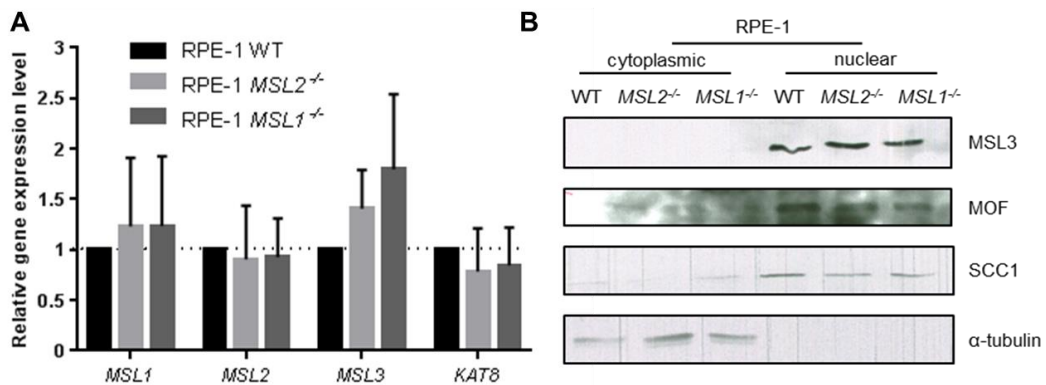 A
Relative gene expression level
3
2.5
2
1.5
1
0.5
0
RPE-1 WT
RPE-1 MSL2-/-
RPE-1 MSL1-/-
MSL1 MSL2 MSL3 KAT8
B
RPE-1
cytoplasmic nuclear
WT MSL2-/- MSL1-/- WT MSL2-/- MSL1-/-
MSL3
MOF
SCC1
α-tubulin